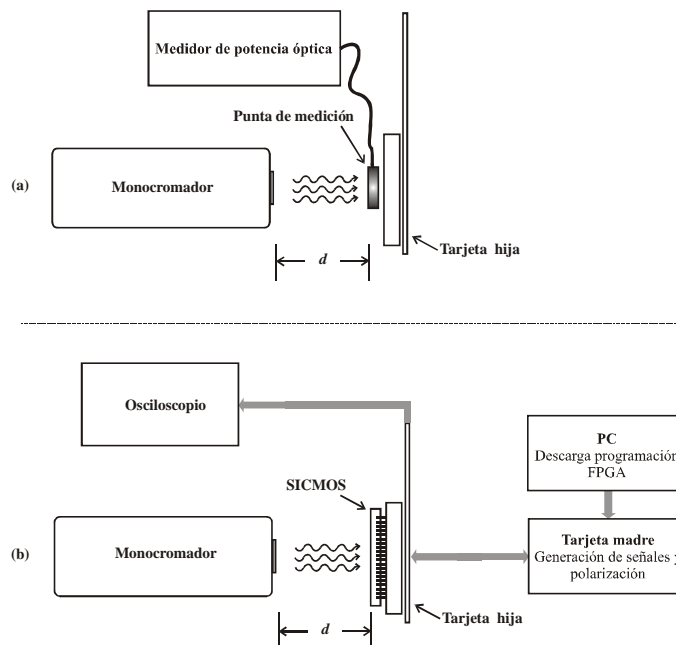 Medidor de potencia óptica
Punta de medición
(a)
Monocromador
Tarjeta hija
d
Osciloscopio
PC
Descarga programación
FPGA
SICMOS
(b)
Monocromador
Tarjeta madre
Generación de señales y
polarización
Tarjeta hija
d